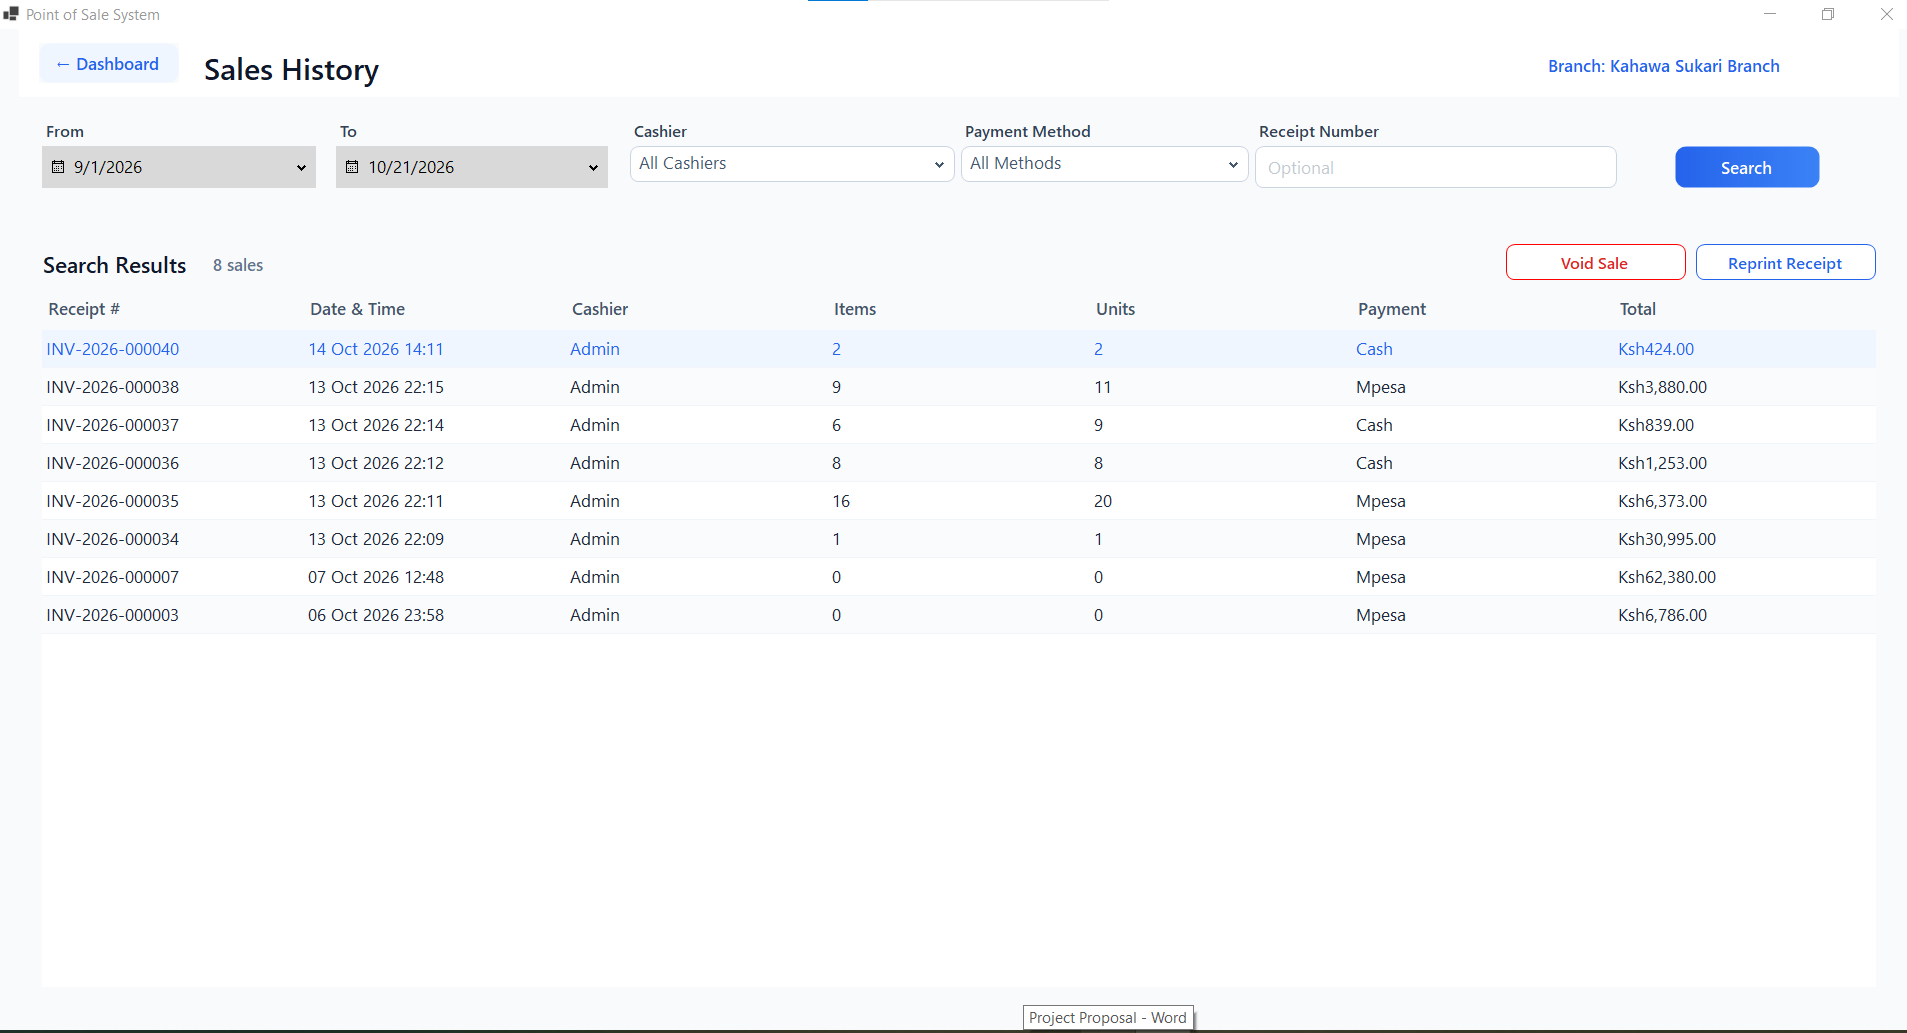 Point of Sale System
← Dashboard
Sales History
Branch: Kahawa Sukari Branch
From To Cashier Payment Method Receipt Number
9/1/2026 10/21/2026 All Cashiers All Methods Optional Search
Search Results 8 sales Void Sale Reprint Receipt
Receipt # Date & Time Cashier Items Units Payment Total
INV-2026-000040 14 Oct 2026 14:11 Admin 2 2 Cash Ksh424.00
INV-2026-000038 13 Oct 2026 22:15 Admin 9 11 Mpesa Ksh3,880.00
INV-2026-000037 13 Oct 2026 22:14 Admin 6 9 Cash Ksh839.00
INV-2026-000036 13 Oct 2026 22:12 Admin 8 8 Cash Ksh1,253.00
INV-2026-000035 13 Oct 2026 22:11 Admin 16 20 Mpesa Ksh6,373.00
INV-2026-000034 13 Oct 2026 22:09 Admin 1 1 Mpesa Ksh30,995.00
INV-2026-000007 07 Oct 2026 12:48 Admin 0 0 Mpesa Ksh62,380.00
INV-2026-000003 06 Oct 2026 23:58 Admin 0 0 Mpesa Ksh6,786.00
Project Proposal - Word